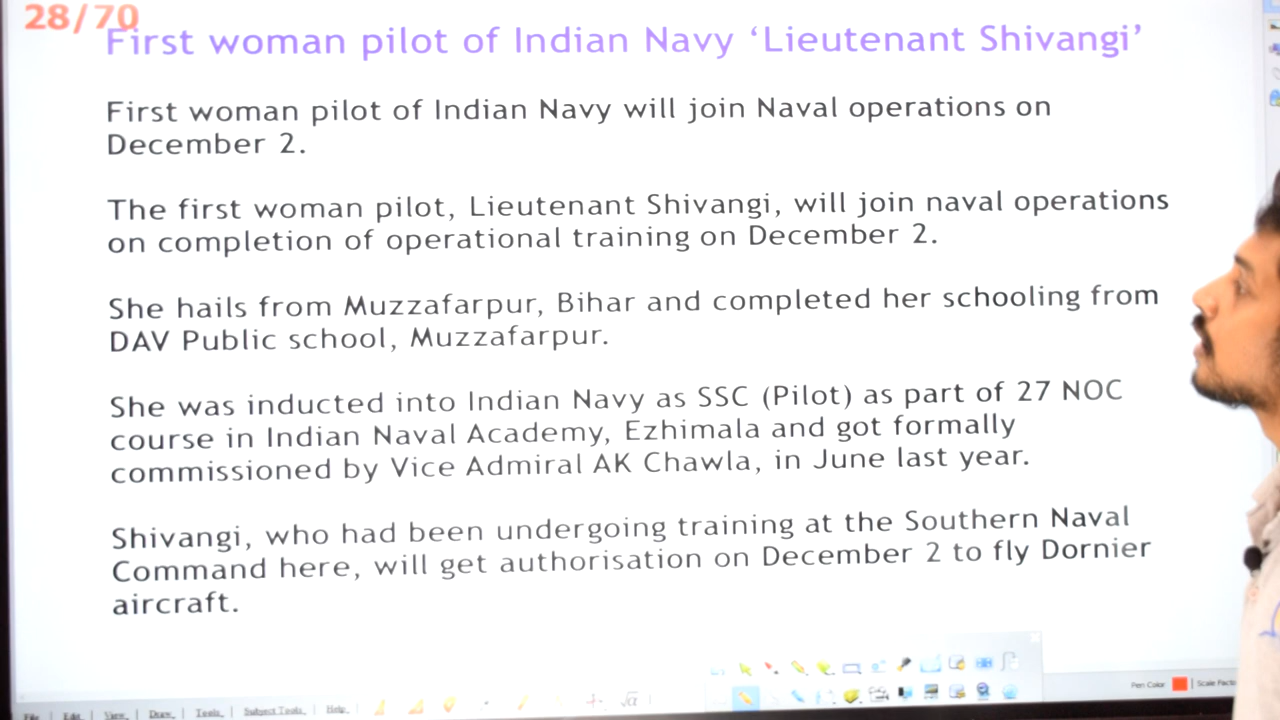 28/70
First woman pilot of Indian Navy ‘Lieutenant Shivangi’
First woman pilot of Indian Navy will join Naval operations on
December 2.
The first woman pilot, Lieutenant Shivangi, will join naval operations
on completion of operational training on December 2.
She hails from Muzzafarpur, Bihar and completed her schooling from
DAV Public school, Muzzafarpur.
She was inducted into Indian Navy as SSC (Pilot) as part of 27 NOC
course in Indian Naval Academy, Ezhimala and got formally
commissioned by Vice Admiral AK Chawla, in June last year.
Shivangi, who had been undergoing training at the Southern Naval
Command here, will get authorisation on December 2 to fly Dornier
aircraft.
Pen Color Scale Facto
File Edit View Draw Tools Subject Tools Help